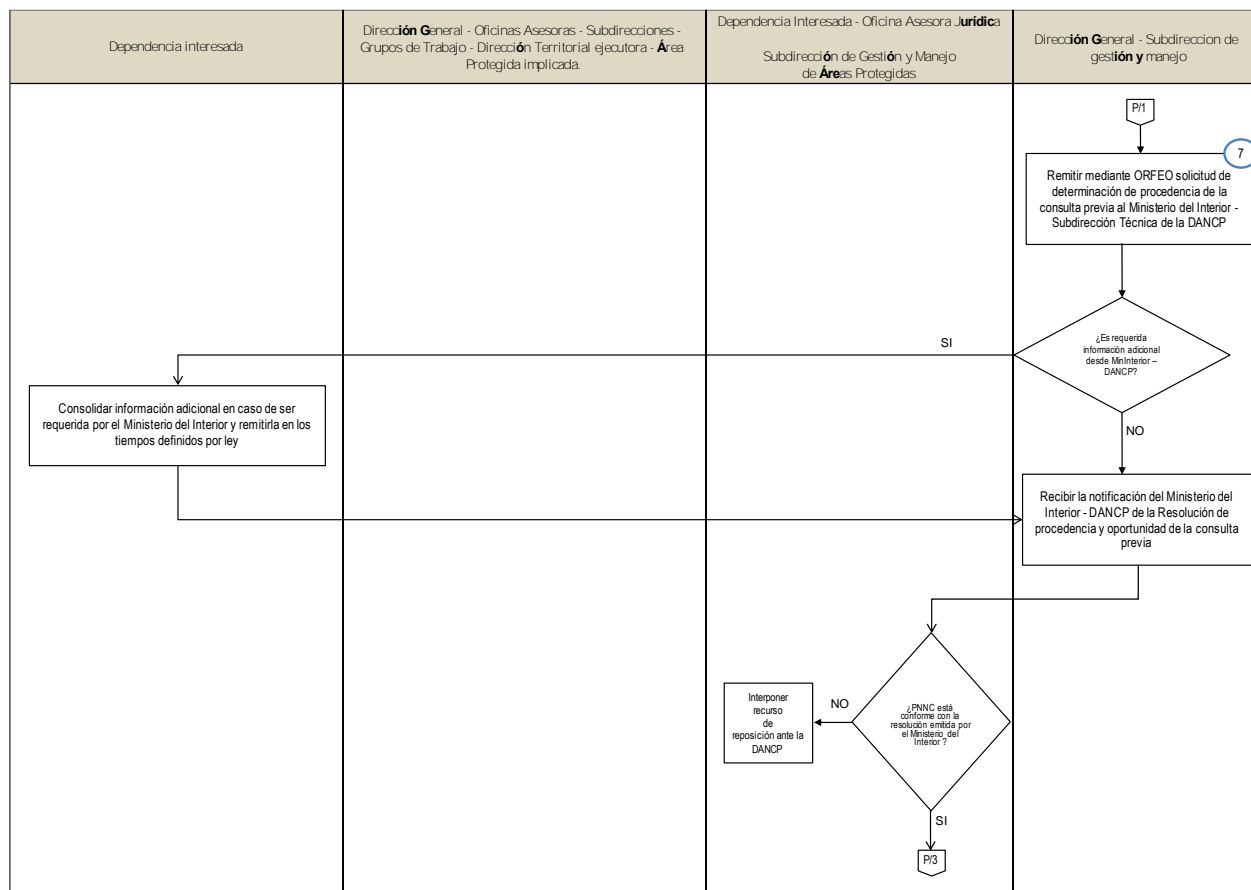 Dependencia interesada
Dirección General - Oficinas Asesoras - Subdirecciones -
Grupos de Trabajo - Dirección Territorial ejecutora - Área
Protegida implicada.
Dependencia Interesada - Oficina Asesora Jurídica
Subdirección de Gestión y Manejo
de Áreas Protegidas
Dirección General - Subdireccion de
gestión y manejo
P/1
7
Remitir mediante ORFEO solicitud de
determinación de procedencia de la
consulta previa al Ministerio del Interior -
Subdirección Técnica de la DANCP
¿Es requerida
información adicional
desde MinInterior –
DANCP?
SI
Consolidar información adicional en caso de ser
requerida por el Ministerio del Interior y remitirla en los
tiempos definidos por ley
NO
Recibir la notificación del Ministerio del
Interior - DANCP de la Resolución de
procedencia y oportunidad de la consulta
previa
¿PNNC está
conforme con la
resolución emitida por
el Ministerio del
Interior ?
NO
Interponer
recurso
de
reposición ante la
DANCP
SI
P/3